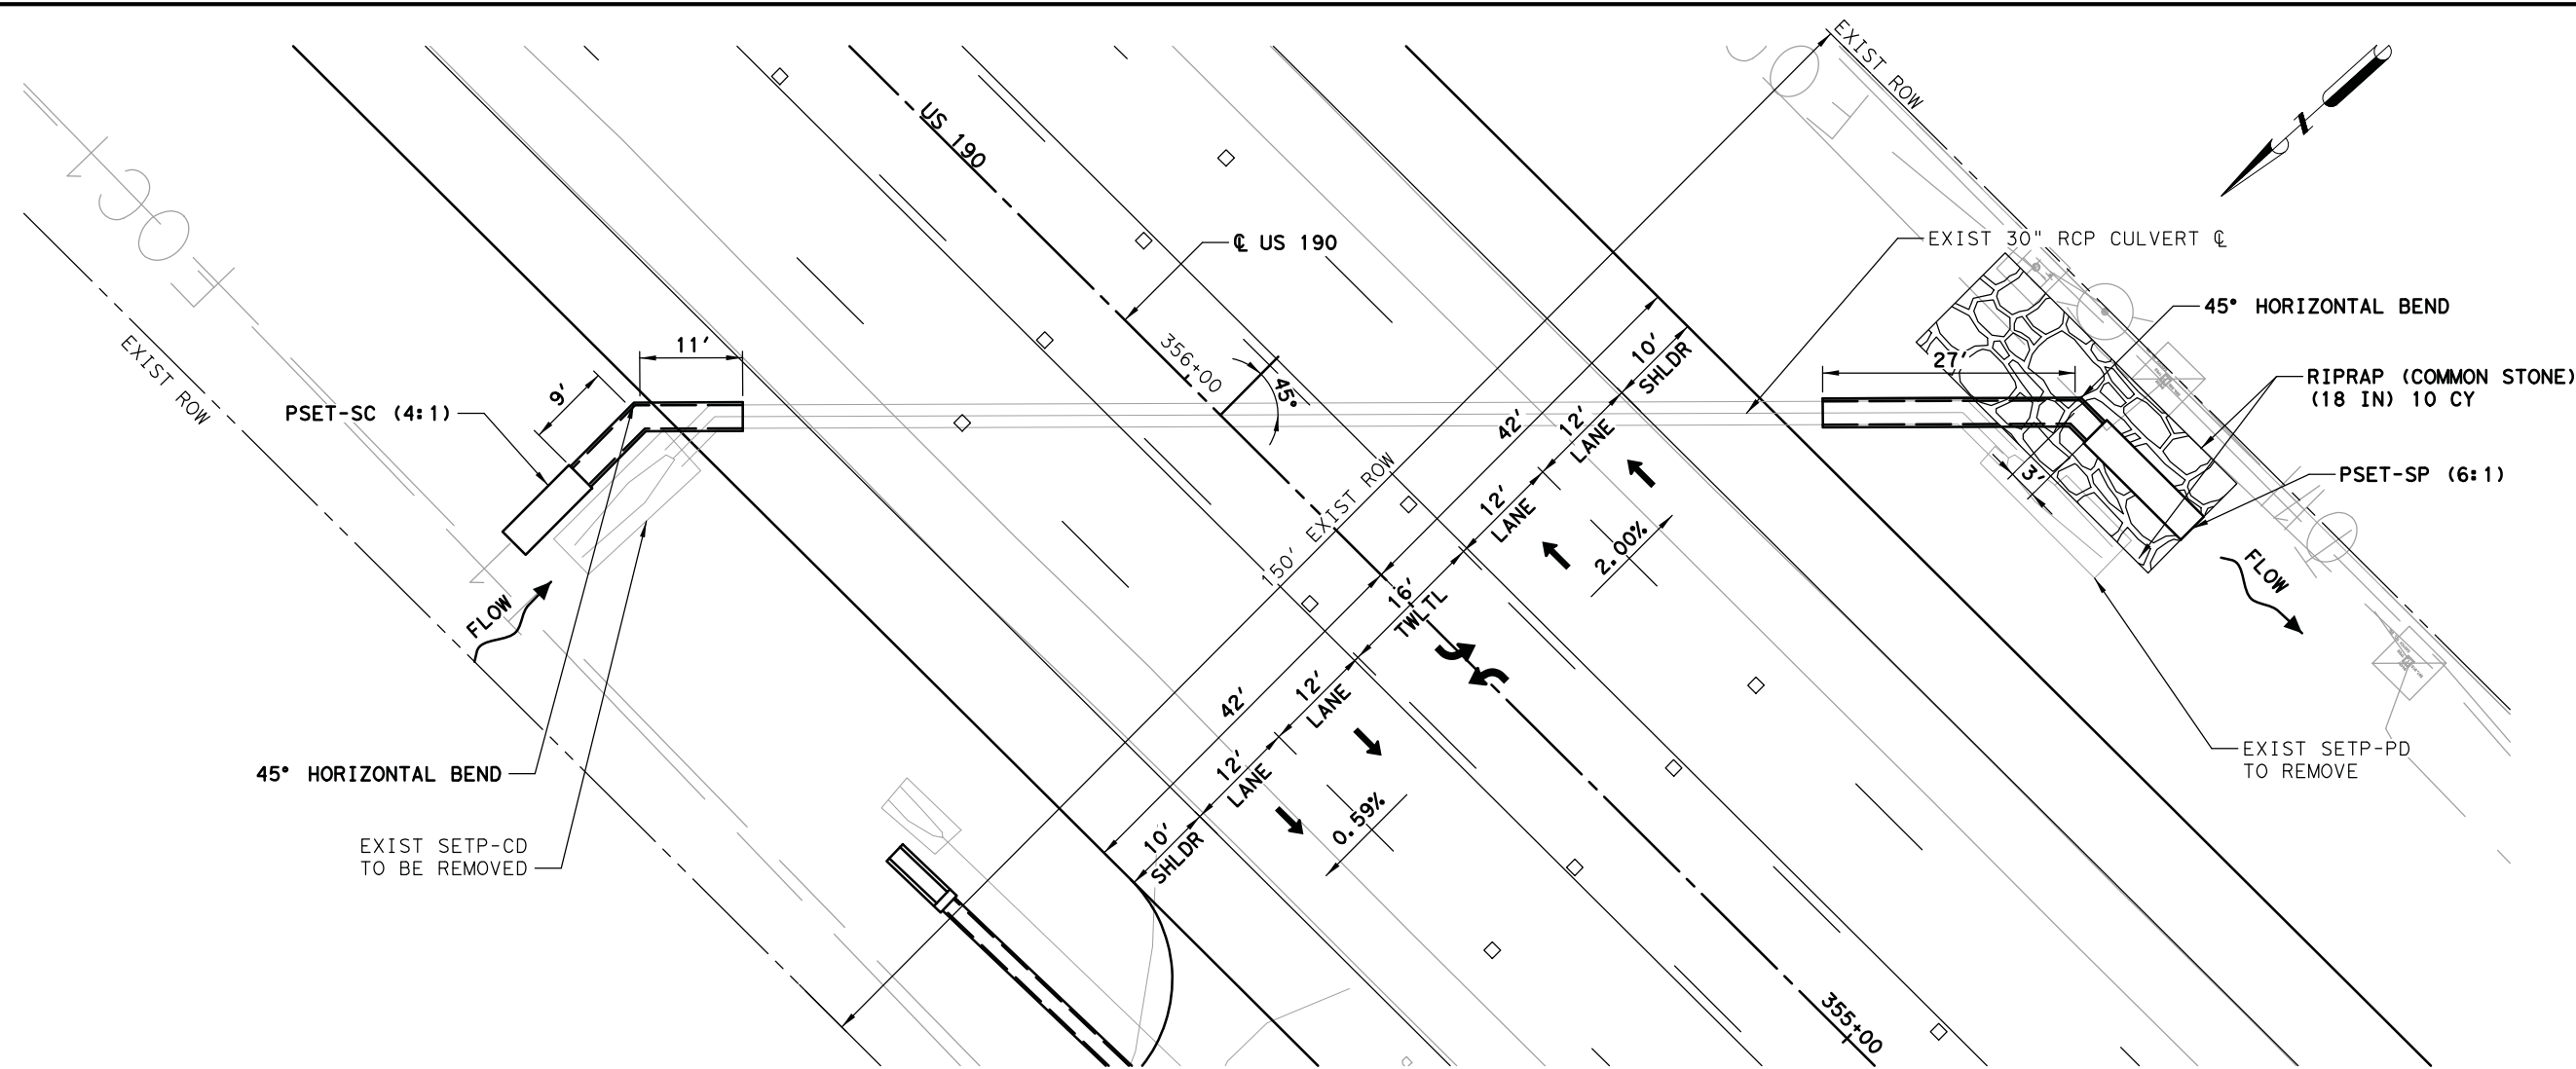 EXIST ROW
Z
US 190
℄ US 190
EXIST 30" RCP CULVERT ℄
45° HORIZONTAL BEND
27'
RIPRAP (COMMON STONE)
(18 IN) 10 CY
PSET-SP (6:1)
3'
FLOW
EXIST SETP-PD
TO REMOVE
FOC
FOC1
EXIST ROW
11'
9'
PSET-SC (4:1)
FLOW
45° HORIZONTAL BEND
EXIST SETP-CD
TO BE REMOVED
356+00
45°
150' EXIST ROW
42'
42'
10'
SHLDR
12'
LANE
12'
LANE
16'
TWLTL
12'
LANE
12'
LANE
10'
SHLDR
2.00%
0.59%
355+00